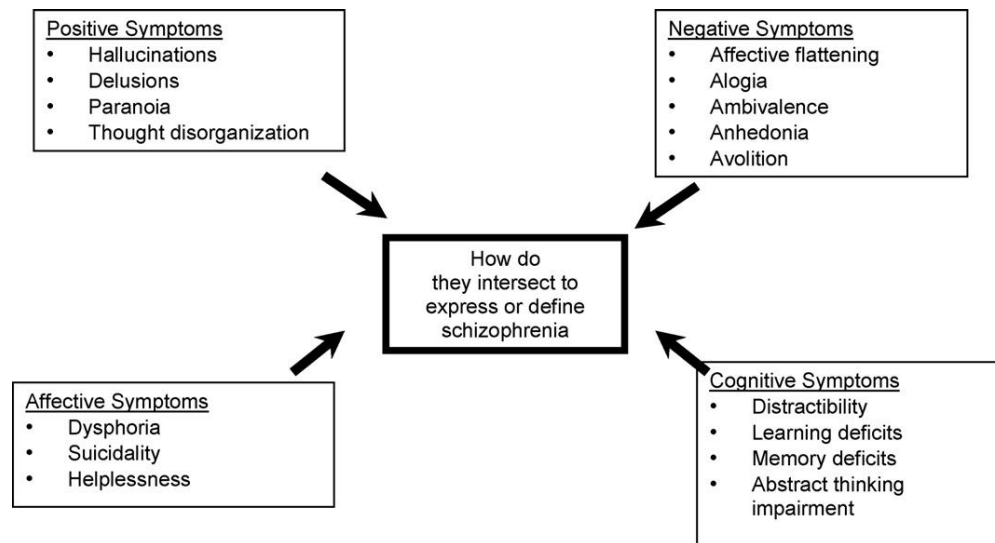 Positive Symptoms
• Hallucinations
• Delusions
• Paranoia
• Thought disorganization
Negative Symptoms
• Affective flattening
• Alogia
• Ambivalence
• Anhedonia
• Avolition
How do
they intersect to
express or define
schizophrenia
Affective Symptoms
• Dysphoria
• Suicidality
• Helplessness
Cognitive Symptoms
• Distractibility
• Learning deficits
• Memory deficits
• Abstract thinking
impairment